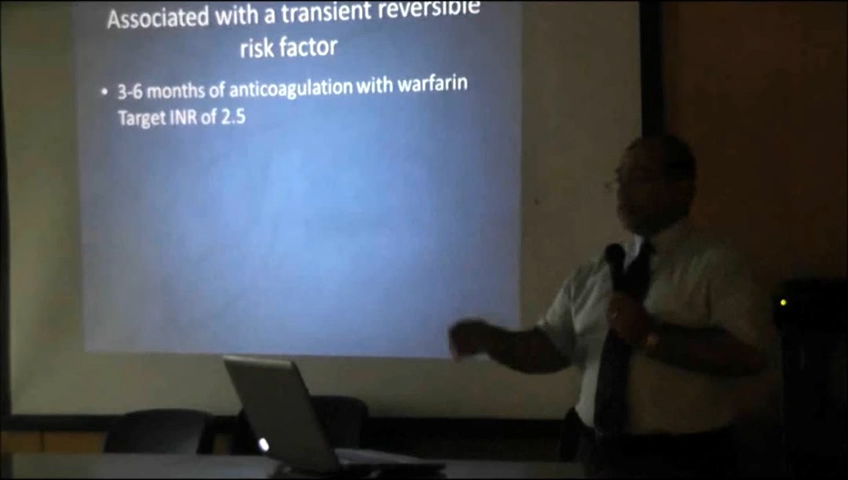 Associated with a transient reversible
risk factor
• 3-6 months of anticoagulation with warfarin
Target INR of 2.5